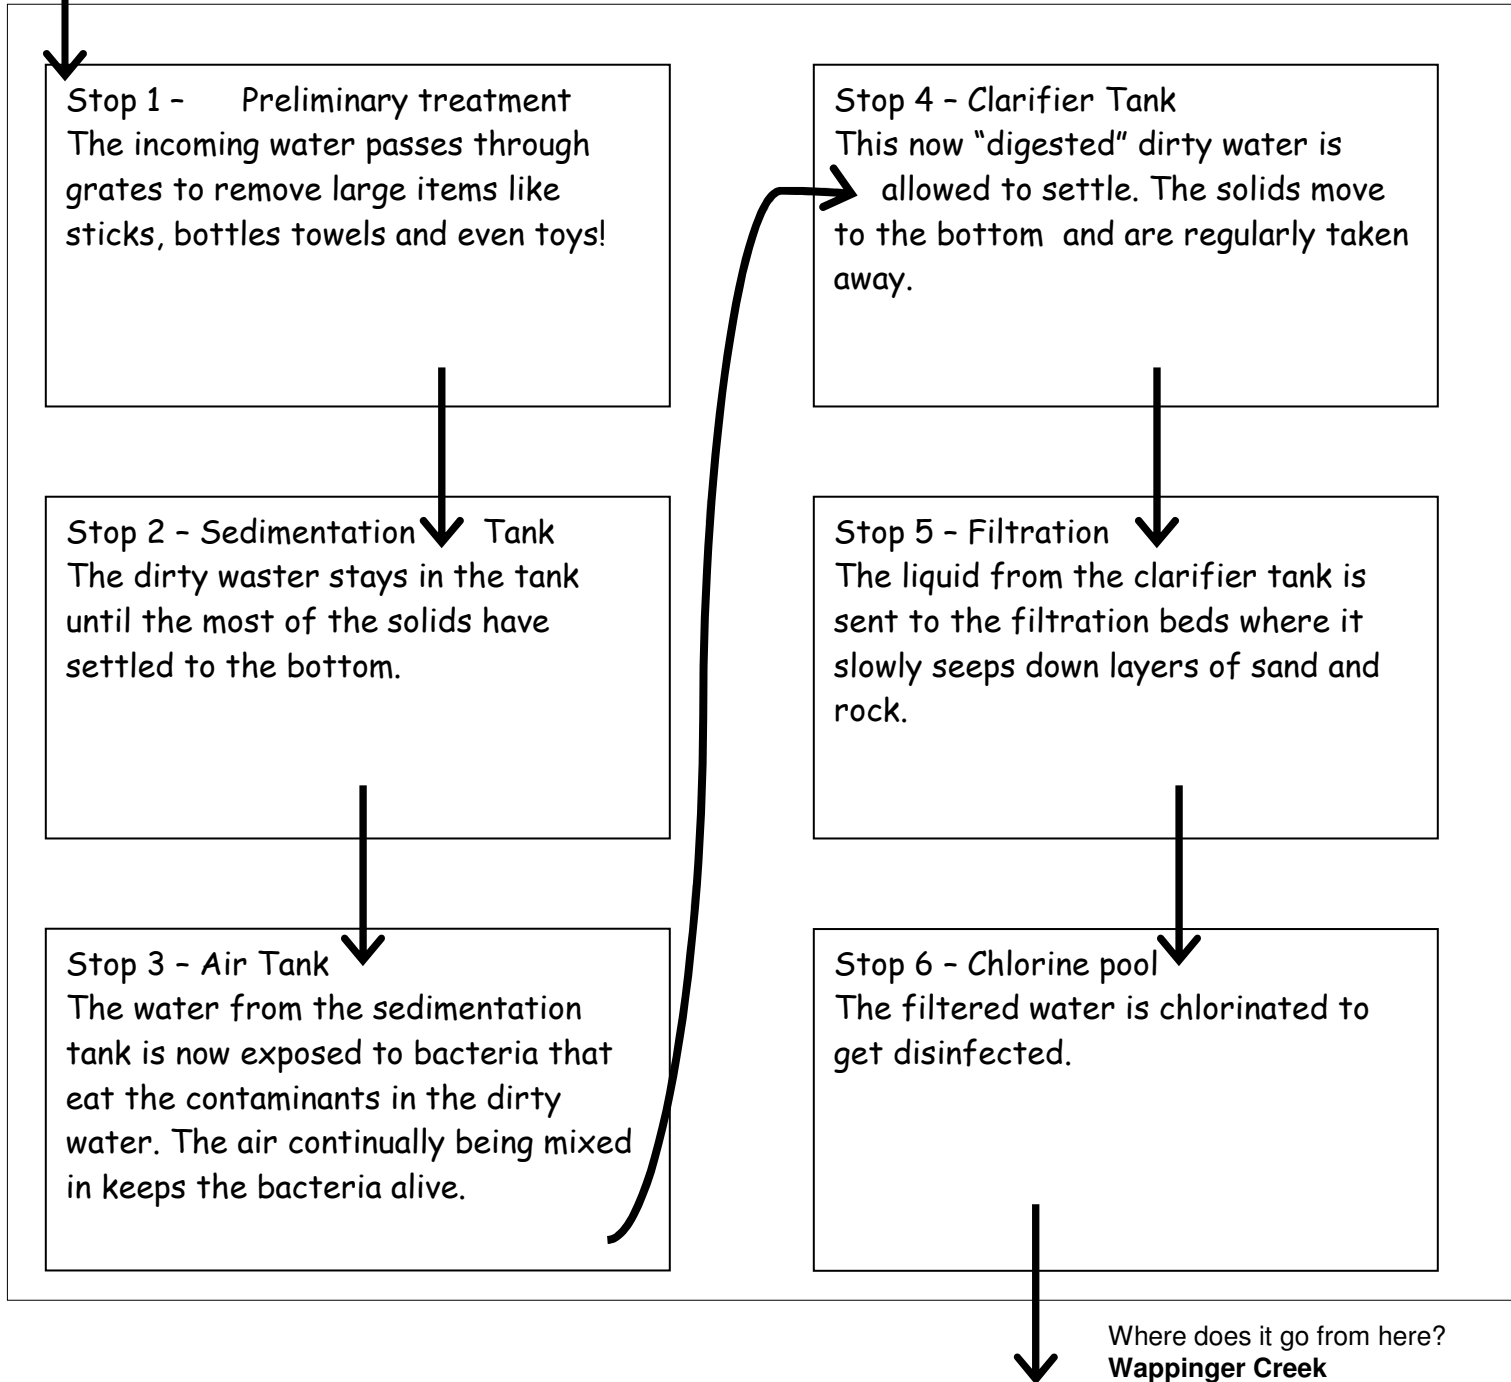 Stop 1 – Preliminary treatment
The incoming water passes through
grates to remove large items like
sticks, bottles towels and even toys!
Stop 2 – Sedimentation Tank
The dirty waster stays in the tank
until the most of the solids have
settled to the bottom.
Stop 3 – Air Tank
The water from the sedimentation
tank is now exposed to bacteria that
eat the contaminants in the dirty
water. The air continually being mixed
in keeps the bacteria alive.
Stop 4 – Clarifier Tank
This now “digested” dirty water is
allowed to settle. The solids move
to the bottom and are regularly taken
away.
Stop 5 – Filtration
The liquid from the clarifier tank is
sent to the filtration beds where it
slowly seeps down layers of sand and
rock.
Stop 6 – Chlorine pool
The filtered water is chlorinated to
get disinfected.
Where does it go from here?
Wappinger Creek